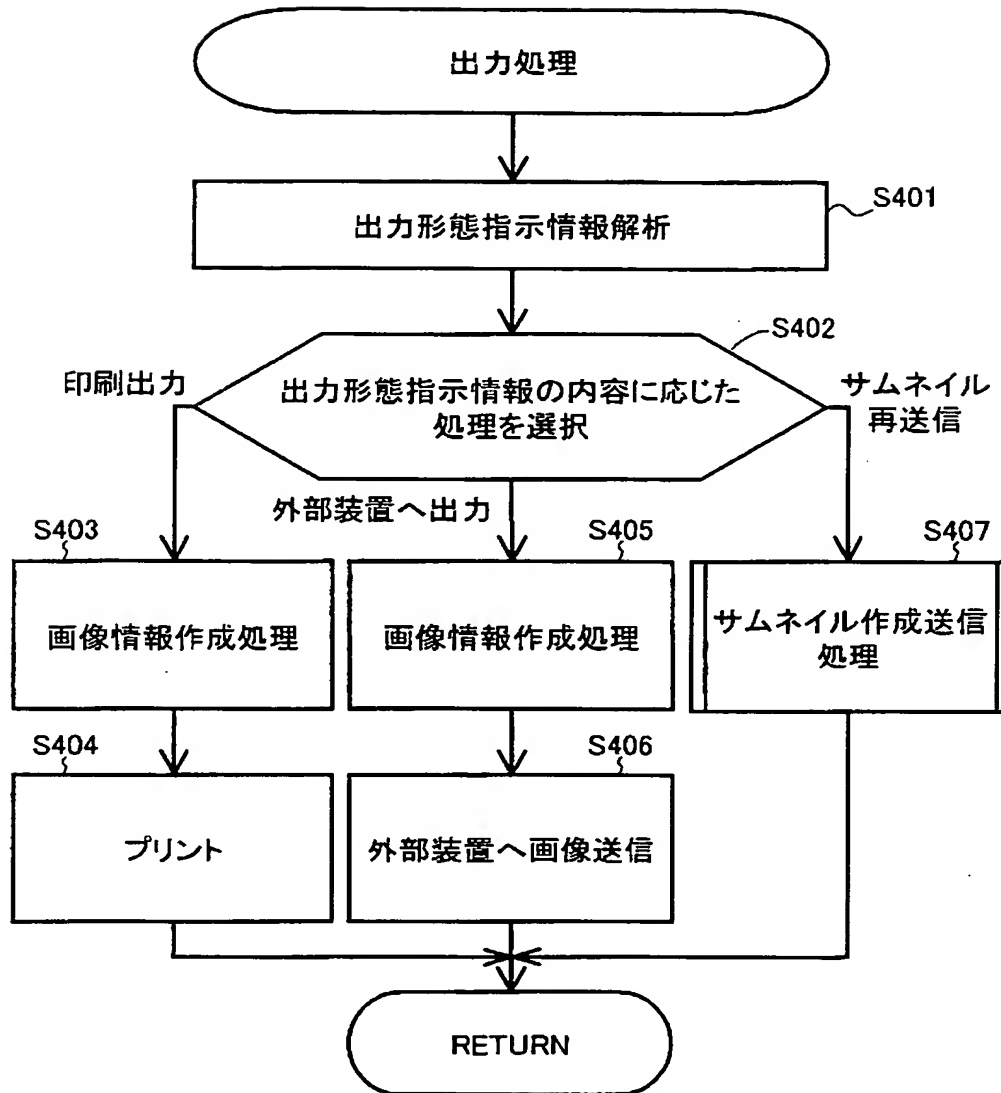 出力処理
S401
出力形態指示情報解析
S402
印刷出力
出力形態指示情報の内容に応じた
処理を選択
サムネイル
再送信
外部装置へ出力
S403
S405
S407
画像情報作成処理
画像情報作成処理
サムネイル作成送信
処理
S404
S406
プリント
外部装置へ画像送信
RETURN